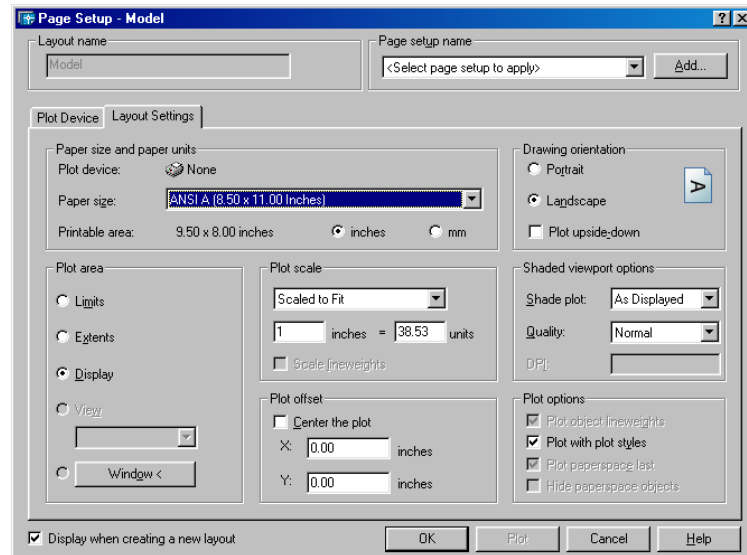 Page Setup - Model
Layout name
Model
Page setup name
<Select page setup to apply>
Add...
Plot Device
Layout Settings
Paper size and paper units
Plot device: None
Paper size: ANSI A (8.50 x 11.00 Inches)
Printable area: 9.50 x 8.00 inches inches mm
Drawing orientation
Portrait
Landscape
Plot upside-down
A
Plot area
Limits
Extents
Display
View
Window <
Plot scale
Scaled to Fit
1 inches = 38.53 units
Scale lineweights
Plot offset
Center the plot
X: 0.00 inches
Y: 0.00 inches
Shaded viewport options
Shade plot: As Displayed
Quality: Normal
DPI:
Plot options
Plot object lineweights
Plot with plot styles
Plot paperspace last
Hide paperspace objects
Display when creating a new layout
OK
Plot
Cancel
Help